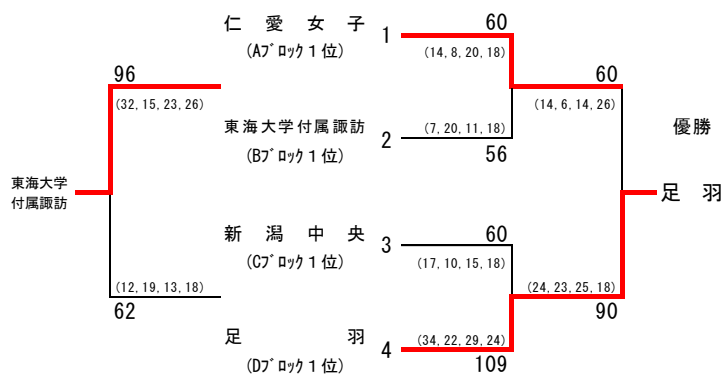 仁愛女子 1 60
(Aﾌﾞﾛｯｸ１位) (14, 8, 20, 18)
96 60
(32, 15, 23, 26) (14, 6, 14, 26)
東海大学付属諏訪 2 (7, 20, 11, 18)
優勝
(Bﾌﾞﾛｯｸ１位) 56
東海大学
付属諏訪
足羽
新潟中央 3 60
(Cﾌﾞﾛｯｸ１位) (17, 10, 15, 18)
(12, 19, 13, 18) (24, 23, 25, 18)
62 90
足羽 4 (34, 22, 29, 24)
(Dﾌﾞﾛｯｸ１位) 109